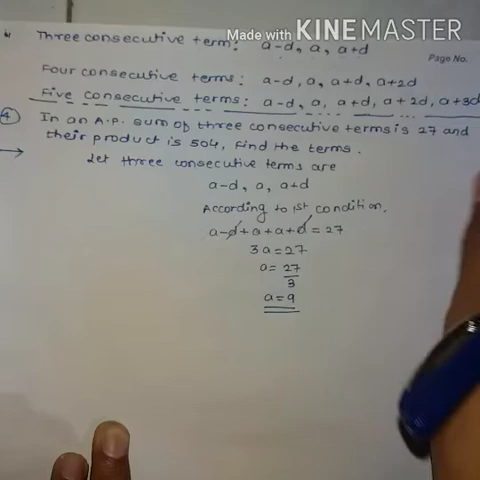 Made with KINEMASTER
Three consecutive term: a-d, a, a+d
Page No.
Four consecutive terms: a-d, a, a+d, a+2d
Five consecutive terms: a-d, a, a+d, a+2d, a+3d
4 In an A.P. sum of three consecutive terms is 27 and
their product is 504, find the terms.
→ Let three consecutive terms are
a-d, a, a+d
According to 1st condition,
a-d+a+a+d=27
3a=27
a=27/3
a=9